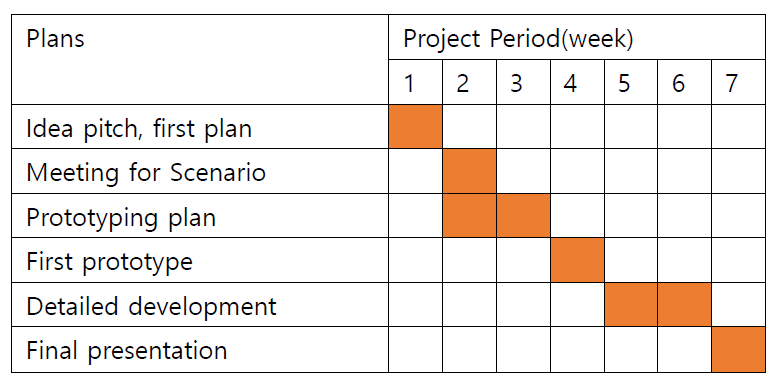 Plans Project Period(week)
1 2 3 4 5 6 7
Idea pitch, first plan
Meeting for Scenario
Prototyping plan
First prototype
Detailed development
Final presentation